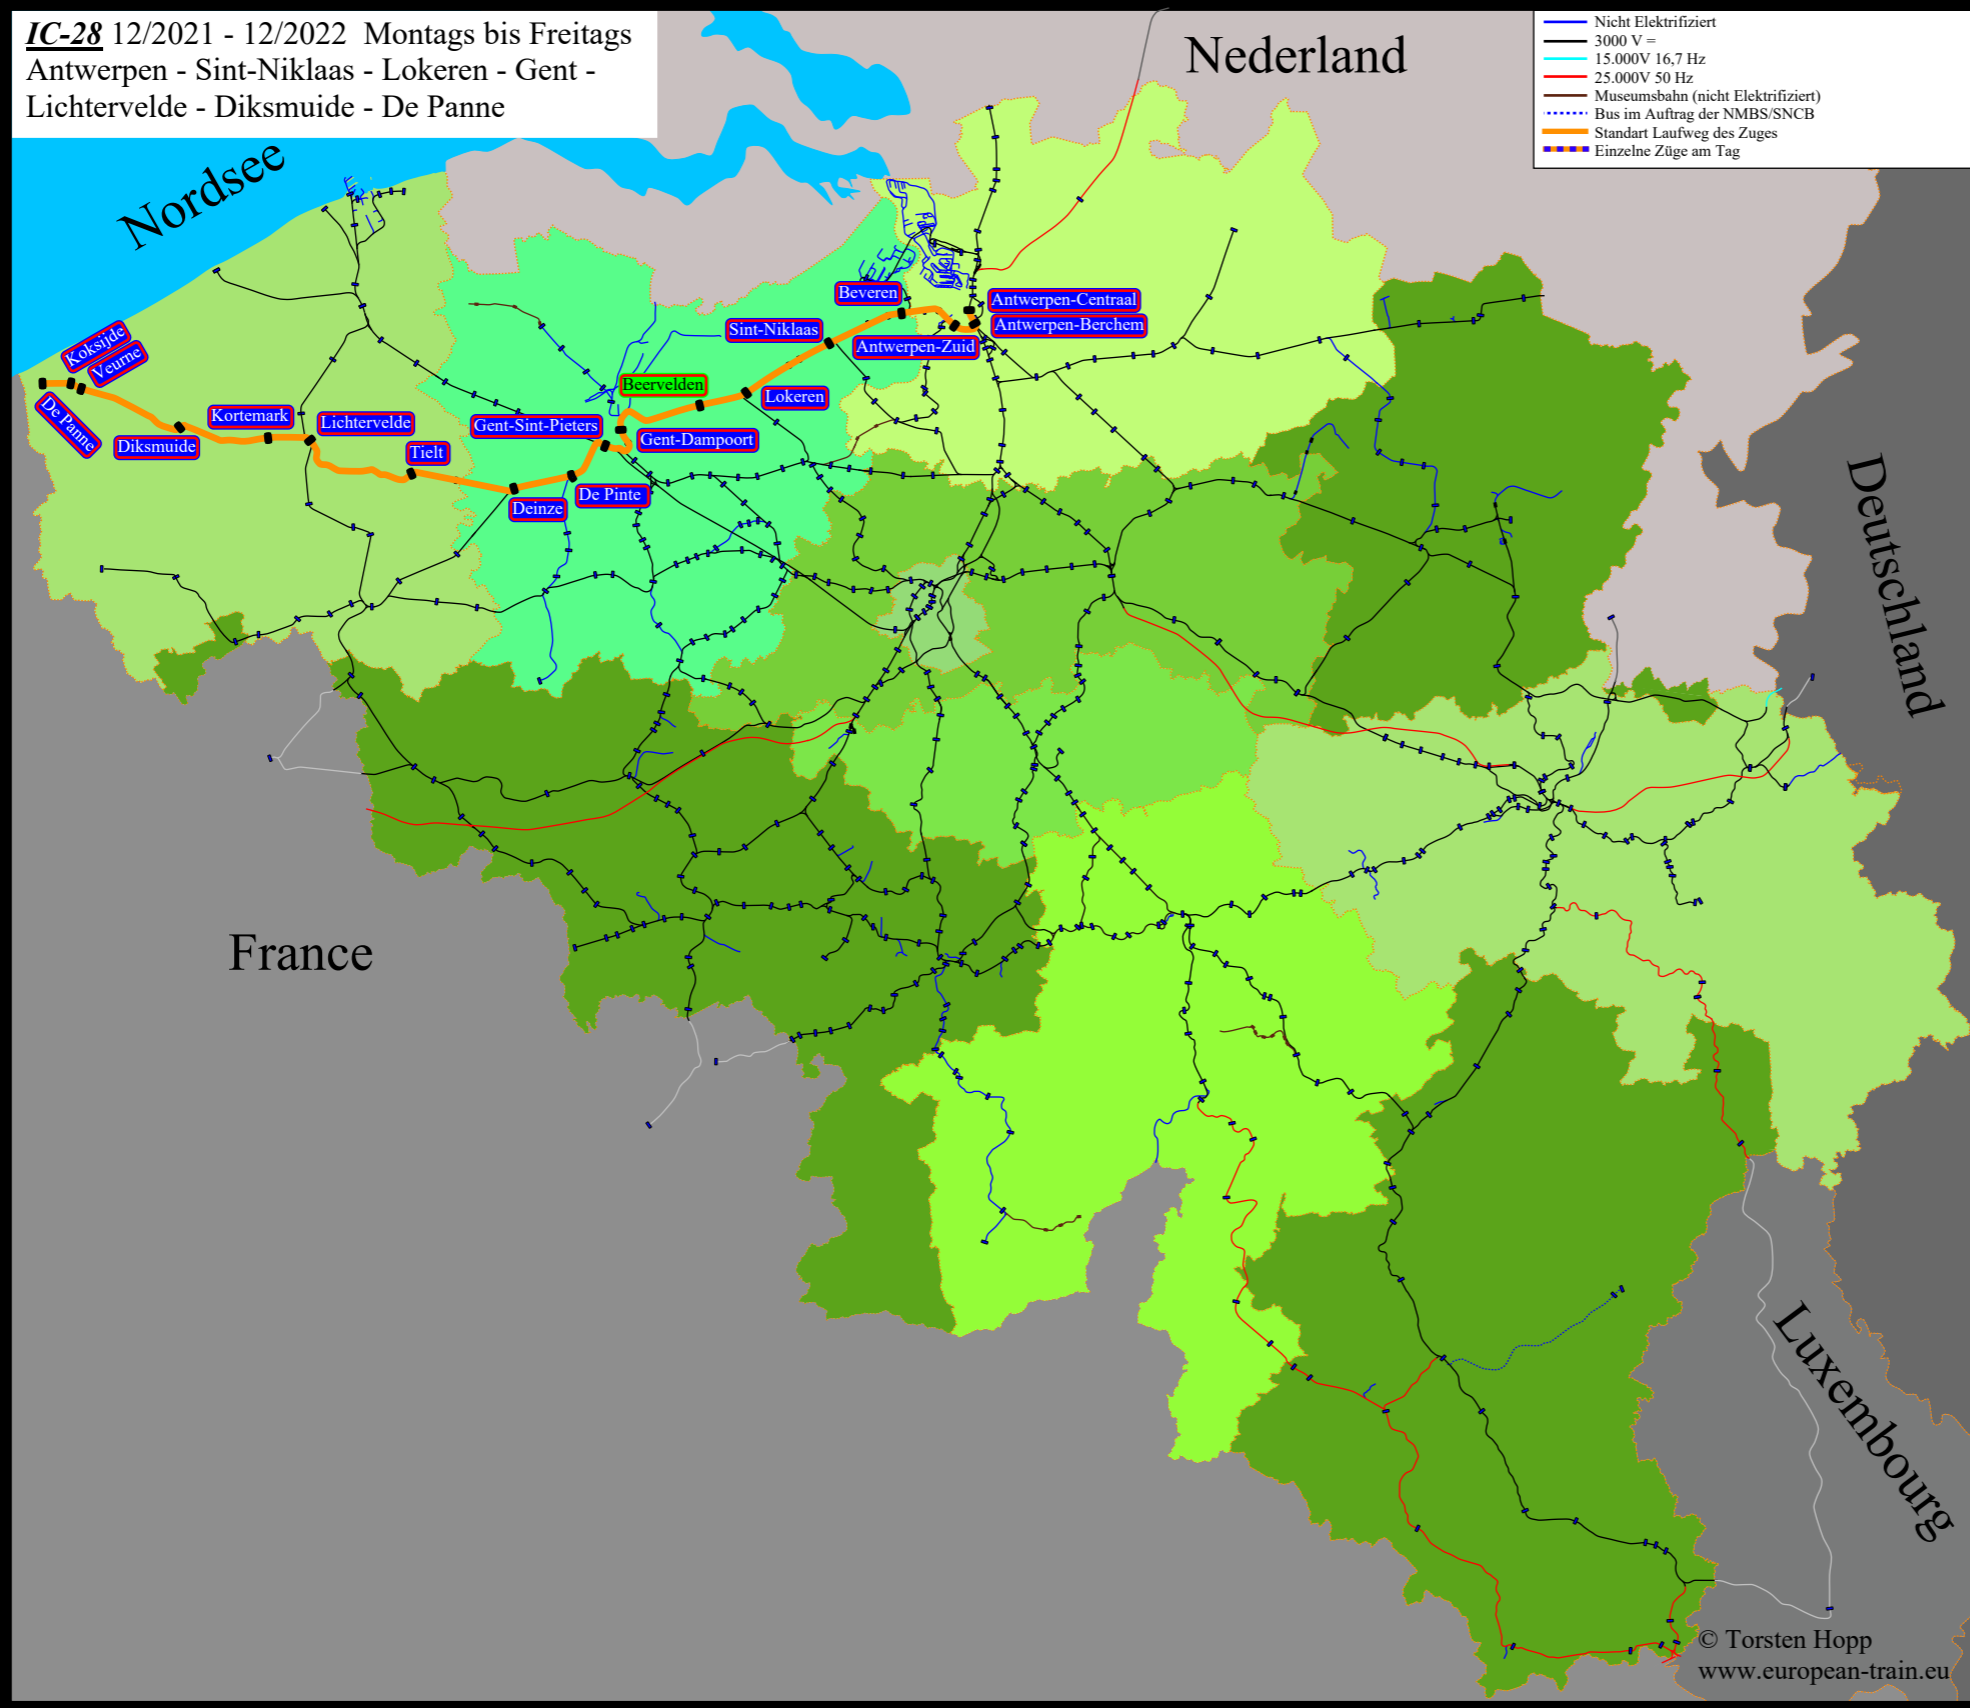 IC-28 12/2021 - 12/2022 Montags bis Freitags
Antwerpen - Sint-Niklaas - Lokeren - Gent -
Lichtervelde - Diksmuide - De Panne
Nicht Elektrifiziert
3000 V =
15.000V 16,7 Hz
25.000V 50 Hz
Museumsbahn (nicht Elektrifiziert)
Bus im Auftrag der NMBS/SNCB
Standart Laufweg des Zuges
Einzelne Züge am Tag
Nederland
Nordsee
Deutschland
France
Luxembourg
Beveren
Antwerpen-Centraal
Antwerpen-Berchem
Sint-Niklaas
Antwerpen-Zuid
Koksijde
Veurne
Beervelden
Lokeren
De Panne
Kortemark
Lichtervelde
Gent-Sint-Pieters
Gent-Dampoort
Diksmuide
Tielt
De Pinte
Deinze
© Torsten Hopp
www.european-train.eu